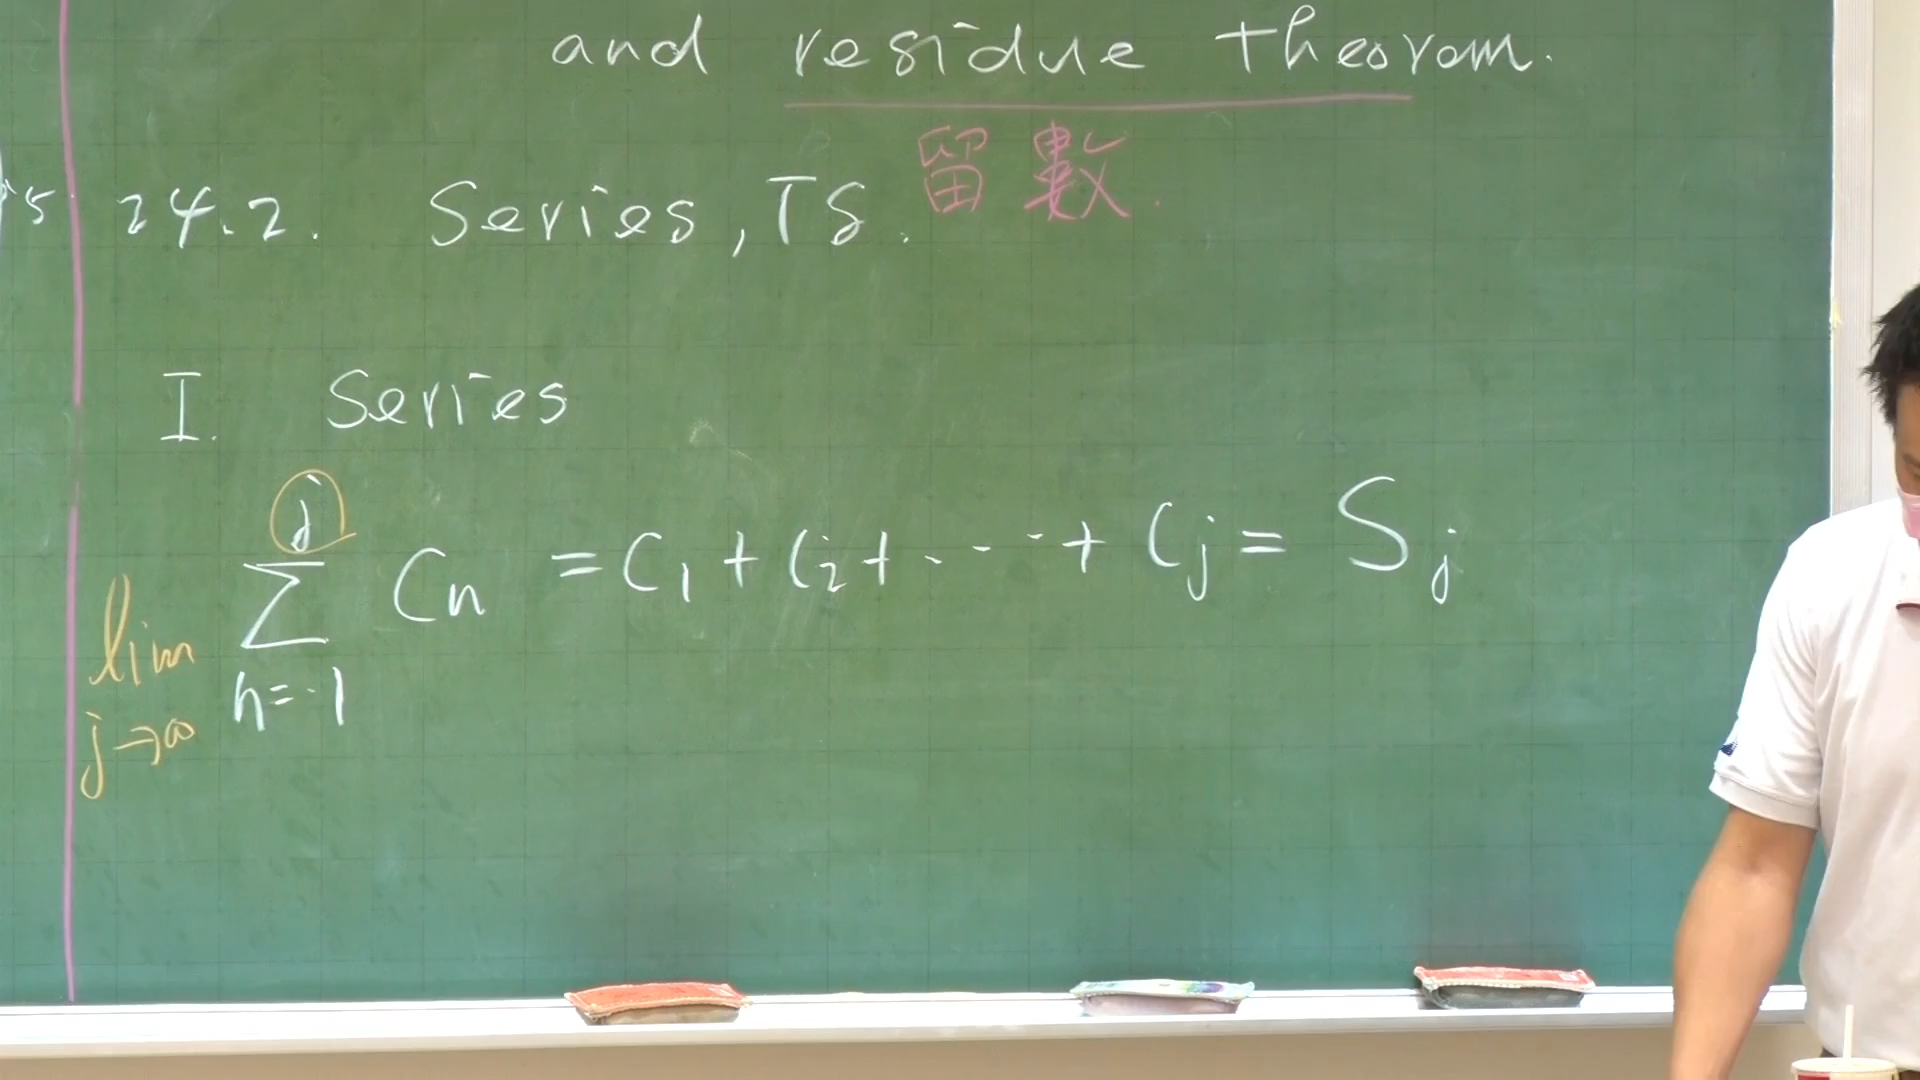 and residue theorem.
留數.
24.2. Series, TS.
I. Series
lim j→∞ ∑ n=1 j Cn = C1 + C2 + ··· + Cj = Sj